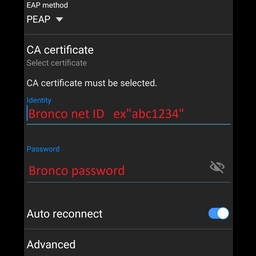 EAP method
PEAP
CA certificate
Select certificate
CA certificate must be selected.
Identity
Bronco net ID ex"abc1234"
Password
Bronco password
Auto reconnect
Advanced